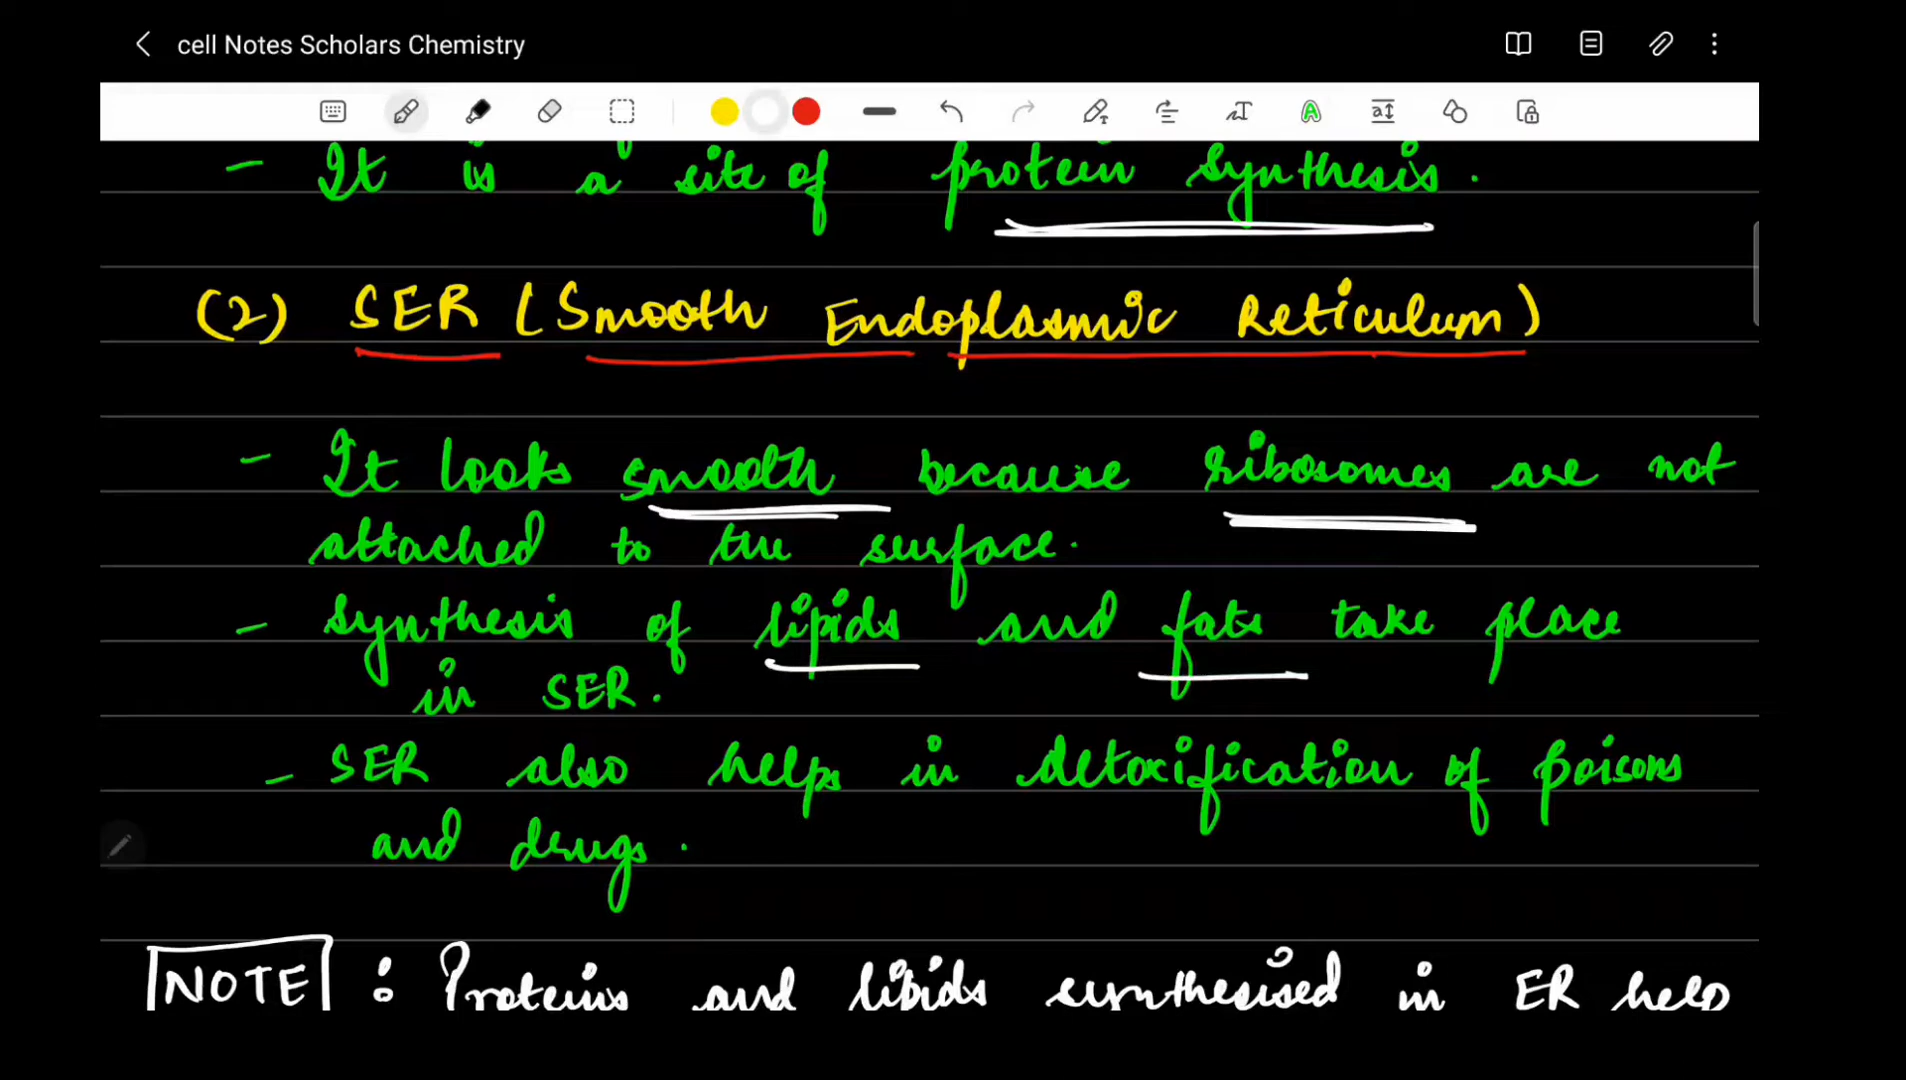 cell Notes Scholars Chemistry
- It is a site of protein synthesis.
(2) SER (Smooth Endoplasmic Reticulum)
- It looks smooth because ribosomes are not
attached to the surface.
- synthesis of lipids and fats take place
in SER.
- SER also helps in detoxification of poisons
and drugs.
NOTE : Proteins and lipids synthesised in ER help